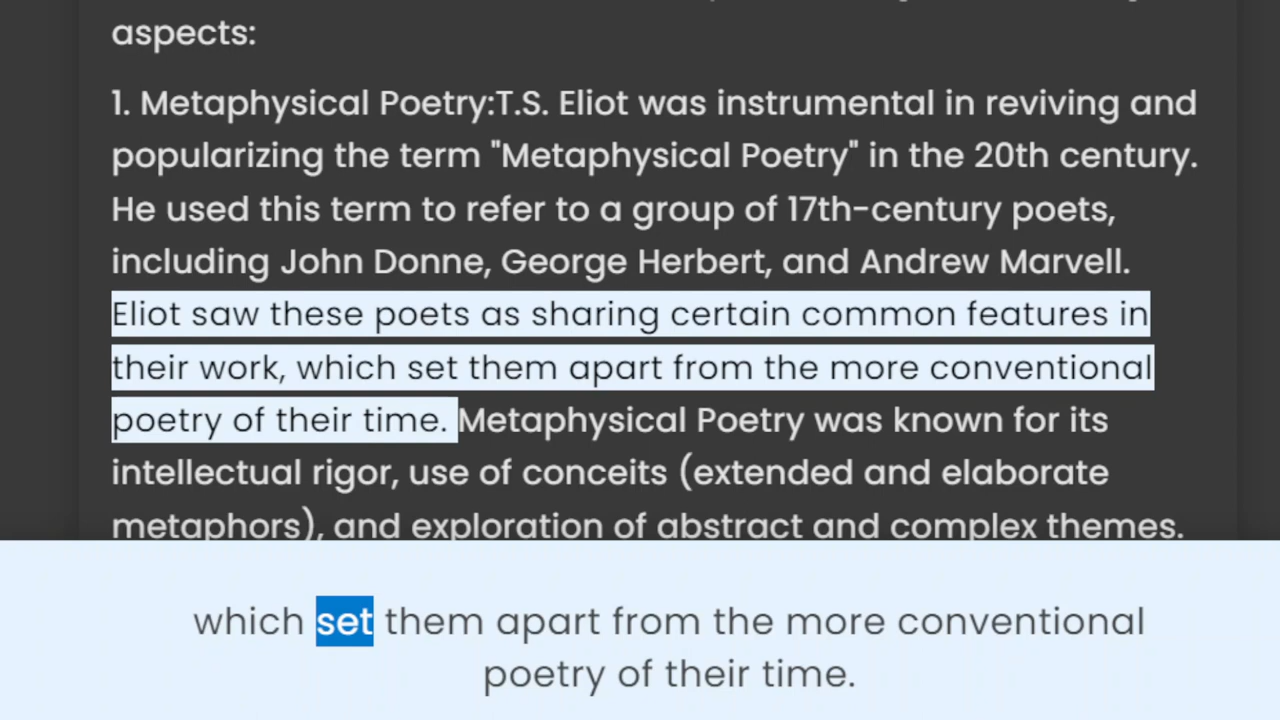 aspects:
1. Metaphysical Poetry:T.S. Eliot was instrumental in reviving and
popularizing the term "Metaphysical Poetry" in the 20th century.
He used this term to refer to a group of 17th-century poets,
including John Donne, George Herbert, and Andrew Marvell.
Eliot saw these poets as sharing certain common features in
their work, which set them apart from the more conventional
poetry of their time. Metaphysical Poetry was known for its
intellectual rigor, use of conceits (extended and elaborate
metaphors), and exploration of abstract and complex themes.
which set them apart from the more conventional
poetry of their time.